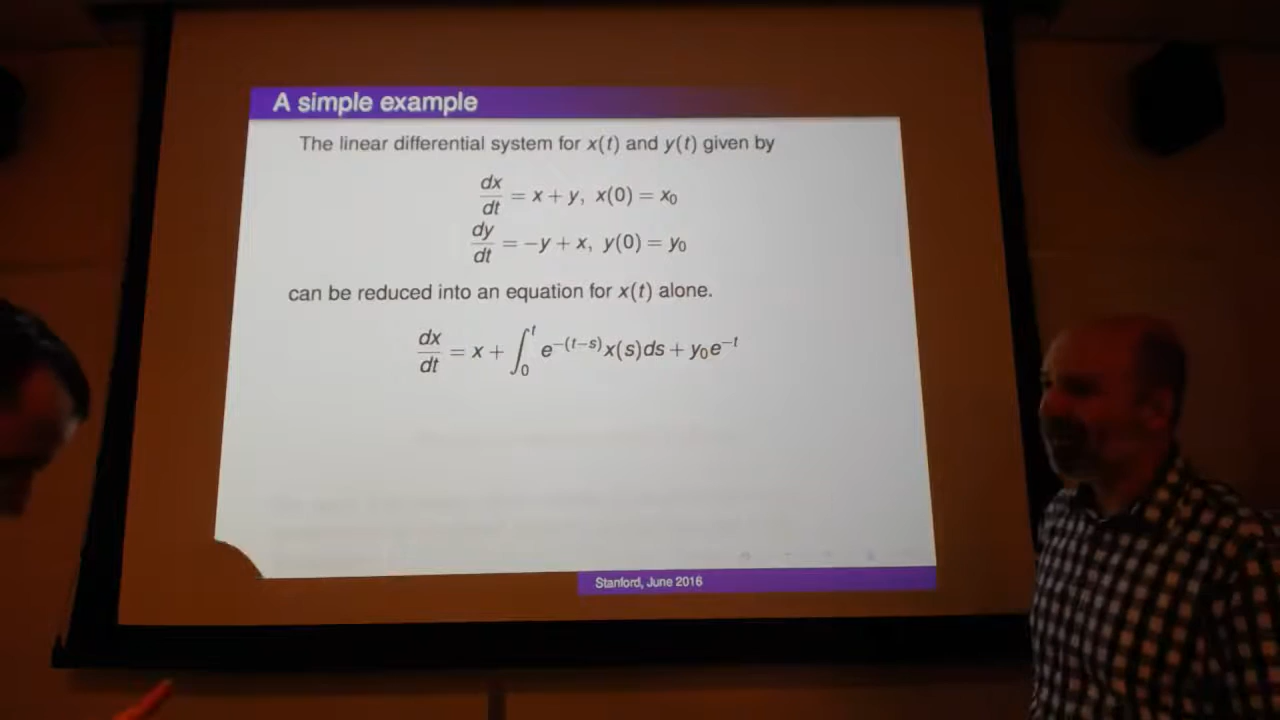 A simple example
The linear differential system for x(t) and y(t) given by
dx/dt = x + y, x(0) = x₀
dy/dt = −y + x, y(0) = y₀
can be reduced into an equation for x(t) alone.
dx/dt = x + ∫₀ᵗ e^{−(t−s)}x(s)ds + y₀e^{−t}
Stanford, June 2016